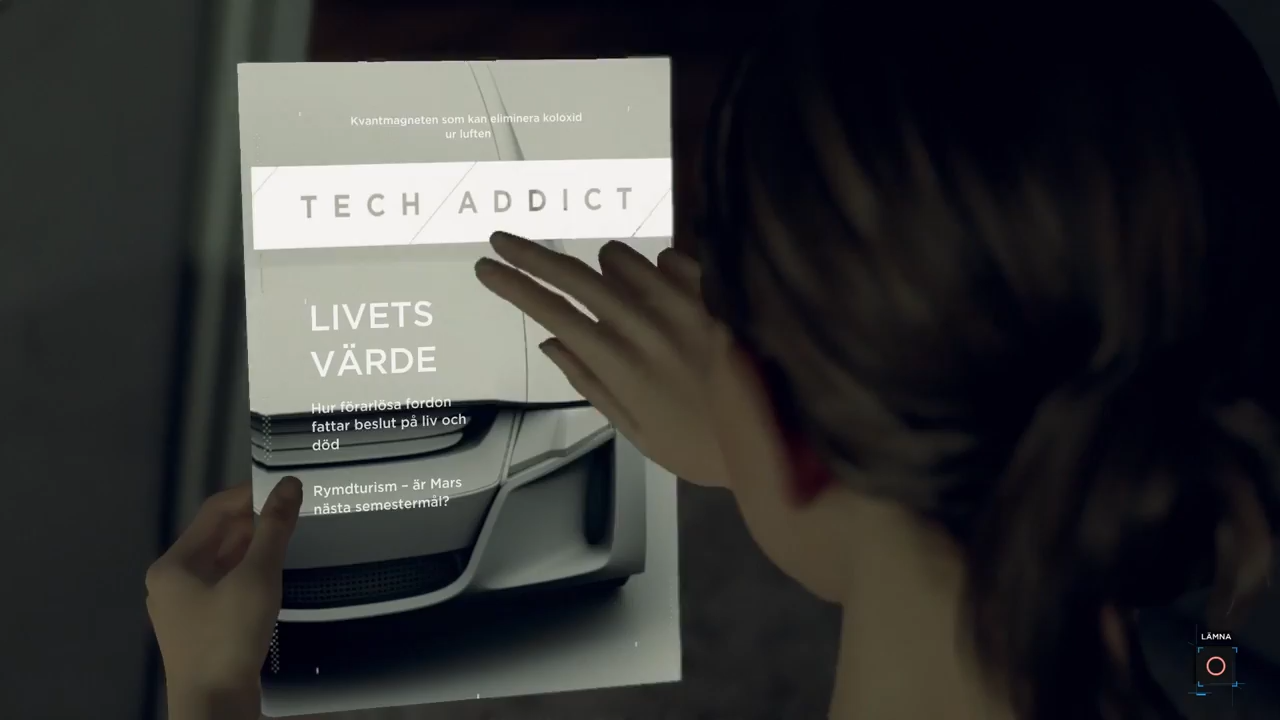 Kvantmagneten som kan eliminera koloxid
ur luften
TECH ADDICT
LIVETS
VÄRDE
Hur förarlösa fordon
fattar beslut på liv och
död
Rymdturism – är Mars
nästa semestermål?
LÄMNA